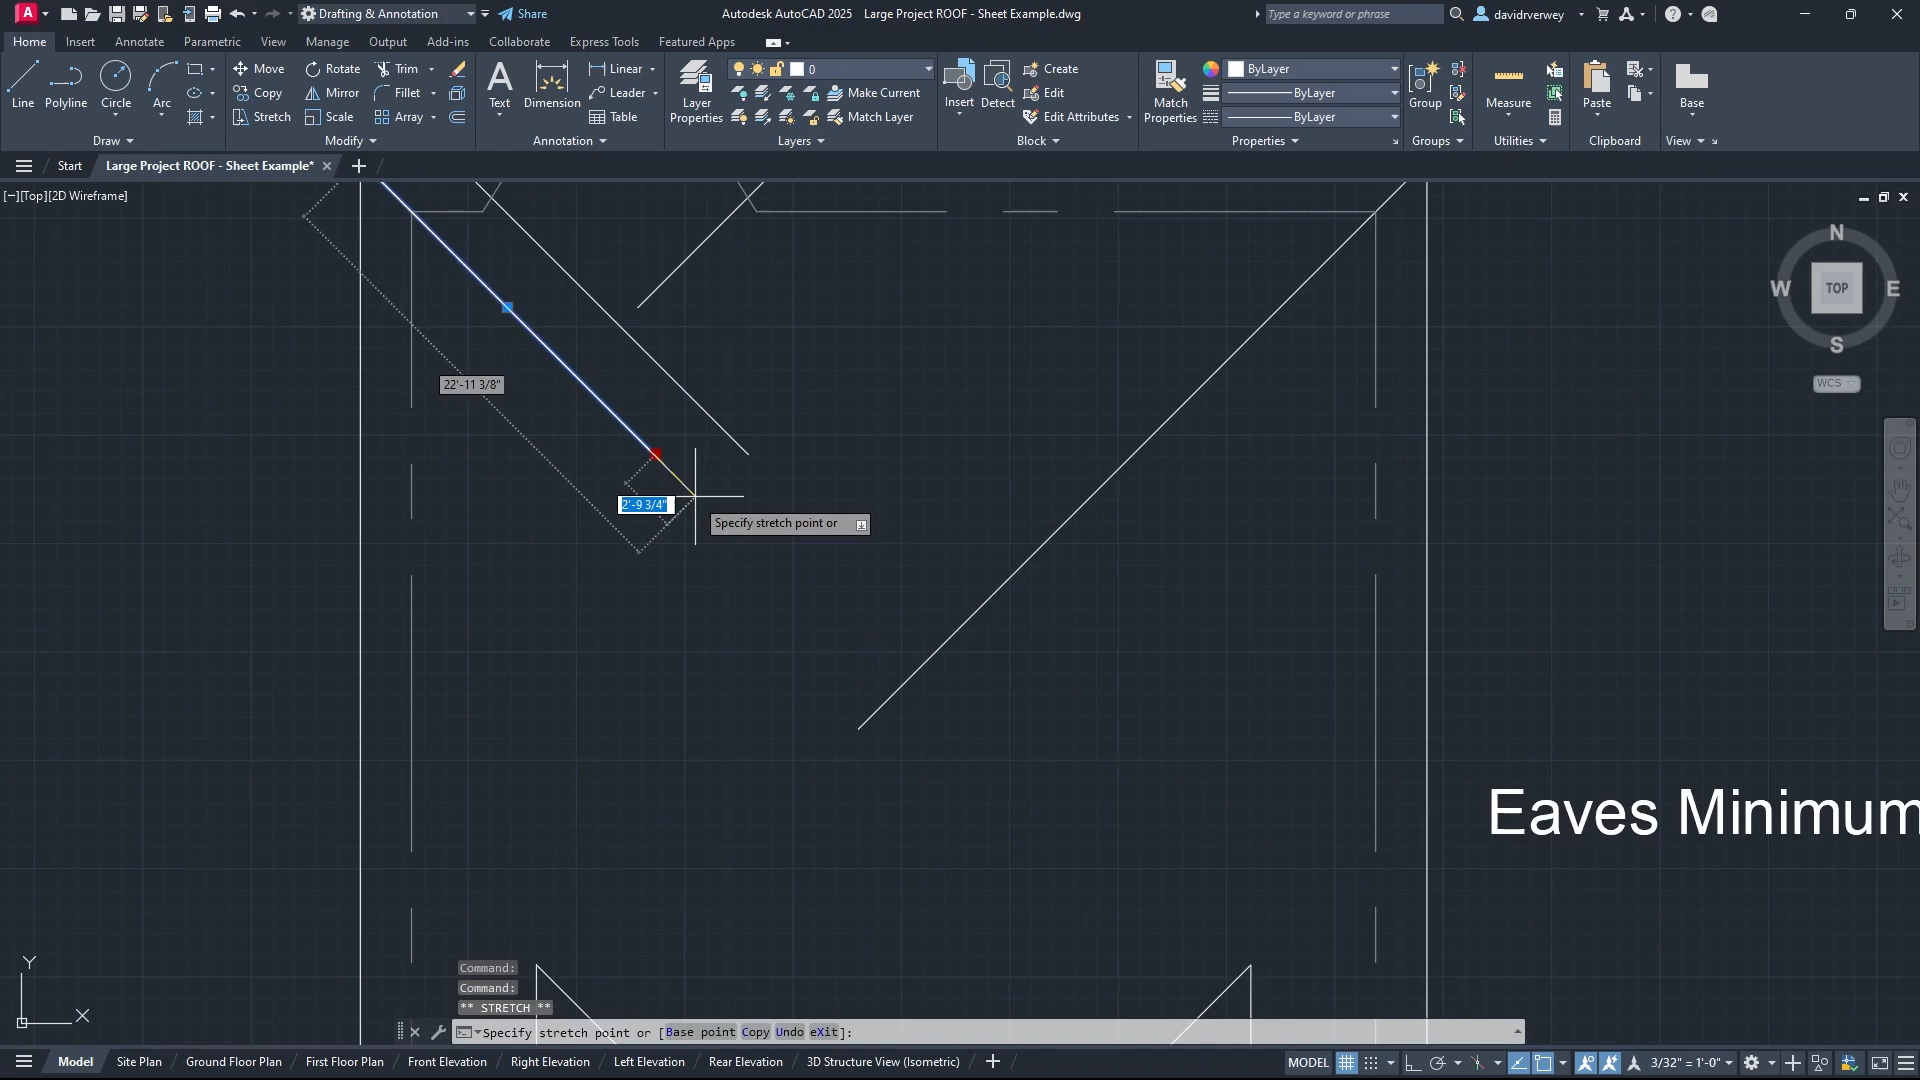 Drafting & Annotation
Share
Autodesk AutoCAD 2025 Large Project ROOF - Sheet Example.dwg
Type a keyword or phrase
davidrverwey
Home Insert Annotate Parametric View Manage Output Add-ins Collaborate Express Tools Featured Apps
Line Polyline Circle Arc
Move Rotate Trim
Copy Mirror Fillet
Stretch Scale Array
Text Dimension
Linear
Leader
Table
Layer Properties
0
Make Current
Match Layer
Insert Detect
Create
Edit
Edit Attributes
Match Properties
ByLayer
ByLayer
ByLayer
Group Measure Paste Base
Draw Modify Annotation Layers Block Properties Groups Utilities Clipboard View
Start Large Project ROOF - Sheet Example*
[−][Top][2D Wireframe]
N
W TOP E
S
WCS
22'-11 3/8"
2'-9 3/4"
Specify stretch point or
Eaves Minimum
Y
X
Command:
Command:
** STRETCH **
Specify stretch point or [Base point Copy Undo eXit]:
Model Site Plan Ground Floor Plan First Floor Plan Front Elevation Right Elevation Left Elevation Rear Elevation 3D Structure View (Isometric)
MODEL 3/32" = 1'-0"